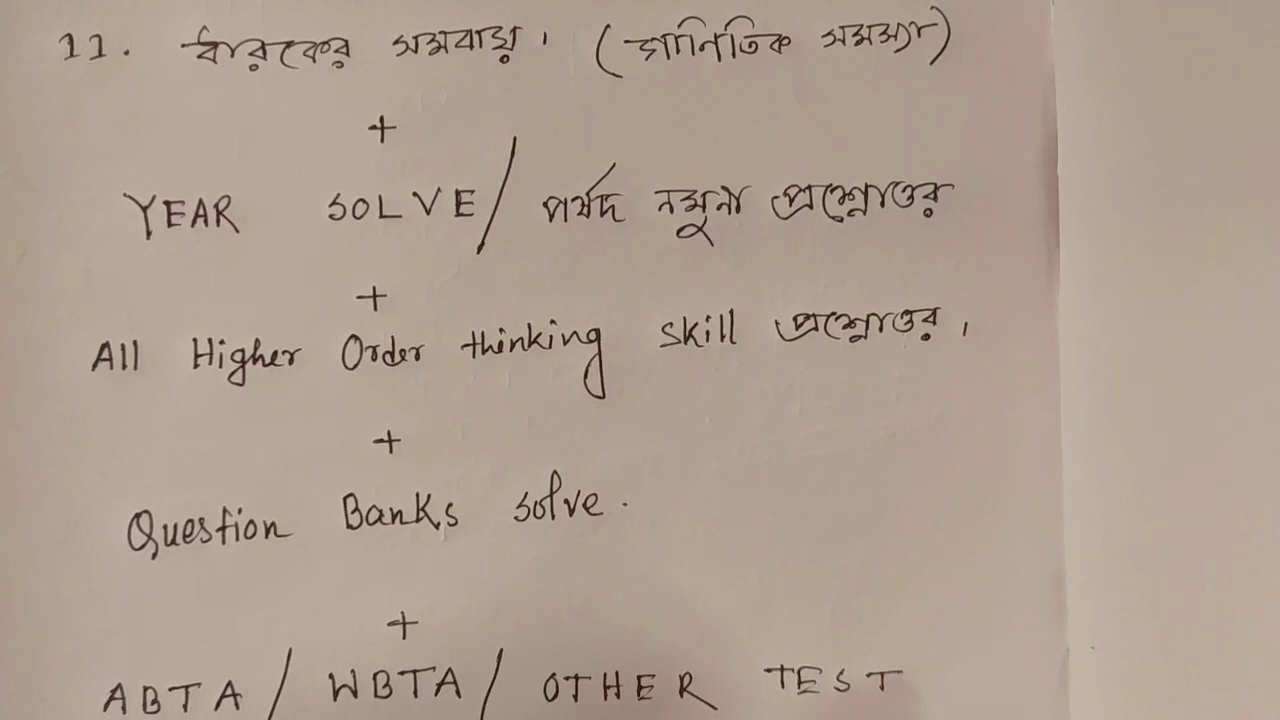 11. ধারকের সমবায়। (গানিতিক সমস্যা)
+
YEAR SOLVE/ পর্ষদ নমুনা প্রশ্নোত্তর
+
All Higher Order thinking skill প্রশ্নোত্তর।
+
Question Banks solve.
+
ABTA / WBTA / OTHER TEST